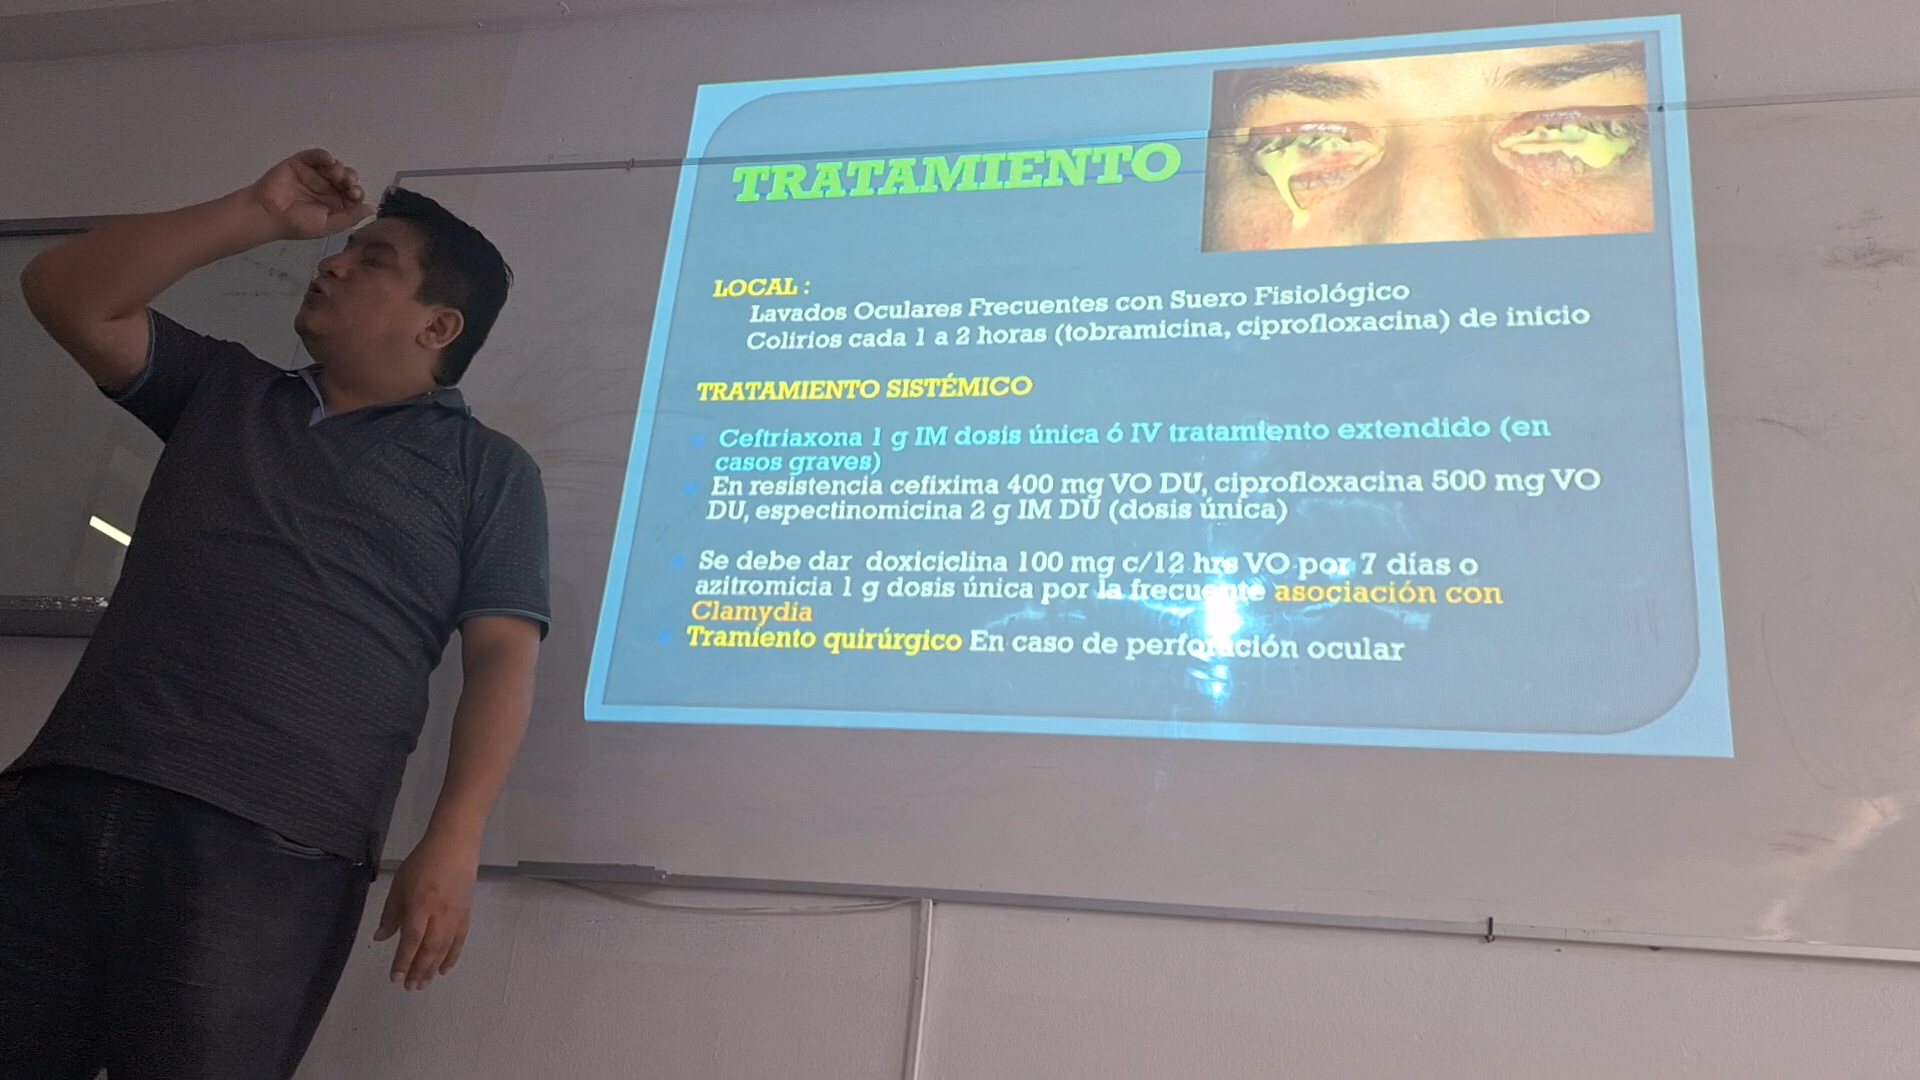 TRATAMIENTO
LOCAL :
Lavados Oculares Frecuentes con Suero Fisiológico
Colirios cada 1 a 2 horas (tobramicina, ciprofloxacina) de inicio
TRATAMIENTO SISTÉMICO
Ceftriaxona 1 g IM dosis única ó IV tratamiento extendido (en
casos graves)
En resistencia cefixima 400 mg VO DU, ciprofloxacina 500 mg VO
DU, espectinomicina 2 g IM DU (dosis única)
Se debe dar doxiciclina 100 mg c/12 hrs VO por 7 días o
azitromicia 1 g dosis única por la frecuente asociación con
Clamydia
Tramiento quirúrgico En caso de perforación ocular